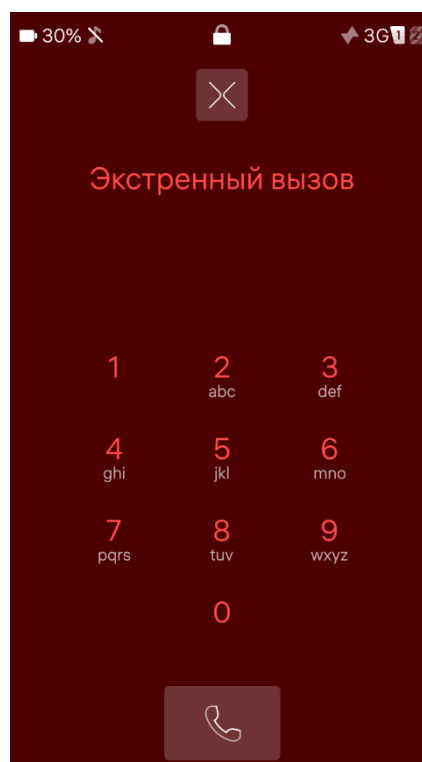 30% 3G 1
Экстренный вызов
1 2 3
abc def
4 5 6
ghi jkl mno
7 8 9
pqrs tuv wxyz
0